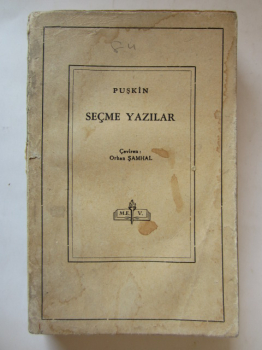 PUŞKİN
SEÇME YAZILAR
Çeviren:
Orhan ŞAMHAL
M.E. V.